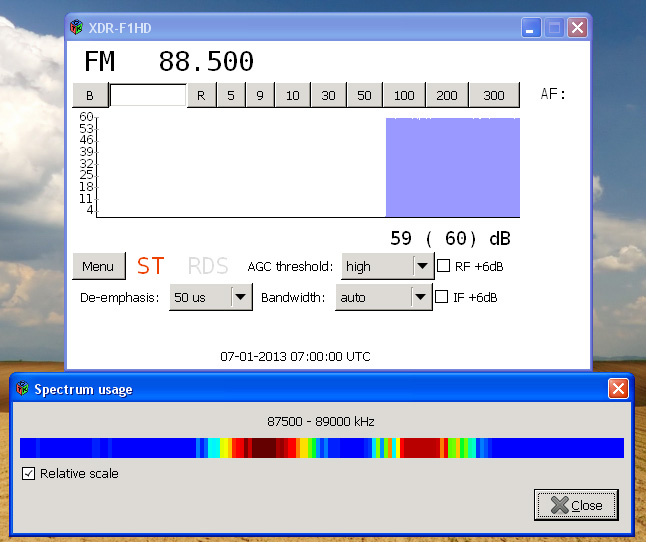 XDR-F1HD
FM 88.500
B R 5 9 10 30 50 100 200 300 AF:
60
53
46
39
32
25
18
11
4
59 ( 60) dB
Menu ST RDS AGC threshold: high RF +6dB
De-emphasis: 50 us Bandwidth: auto IF +6dB
07-01-2013 07:00:00 UTC
Spectrum usage
87500 - 89000 kHz
Relative scale
Close